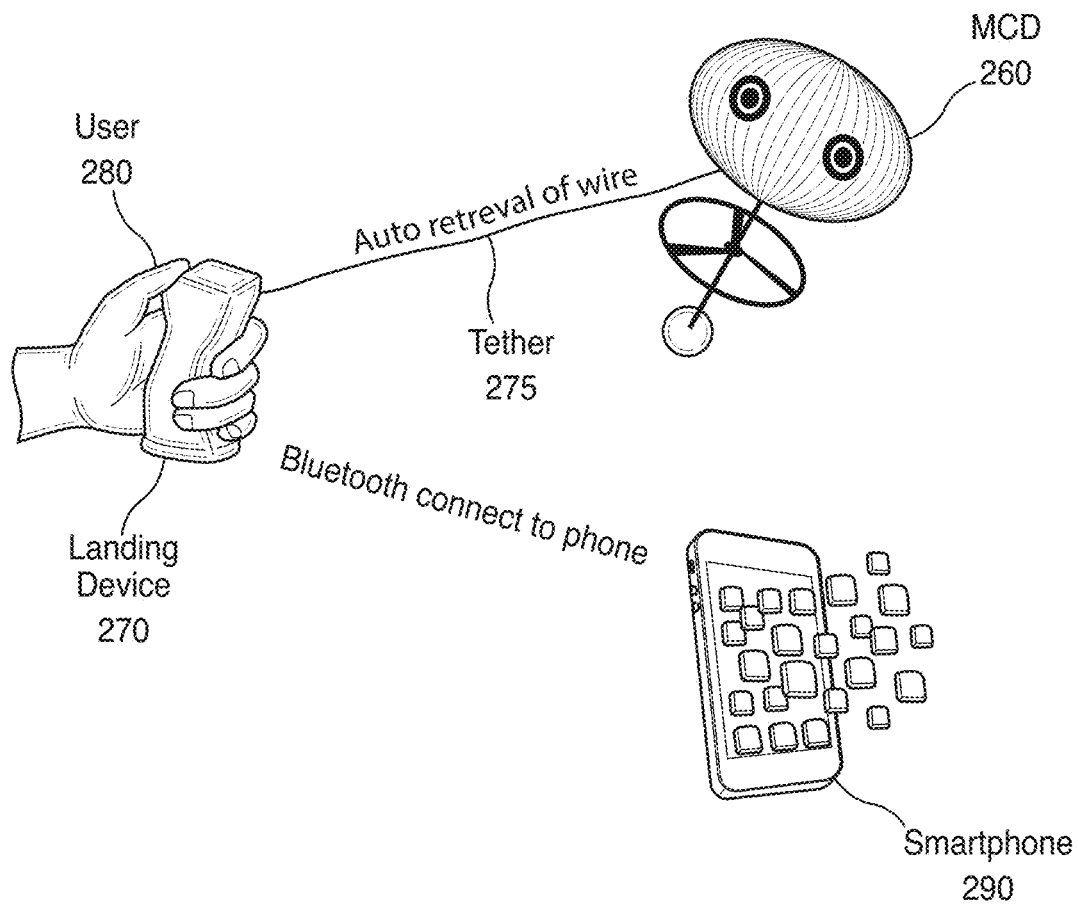 MCD
260
User
280
Auto retreval of wire
Tether
275
Bluetooth connect to phone
Landing
Device
270
Smartphone
290